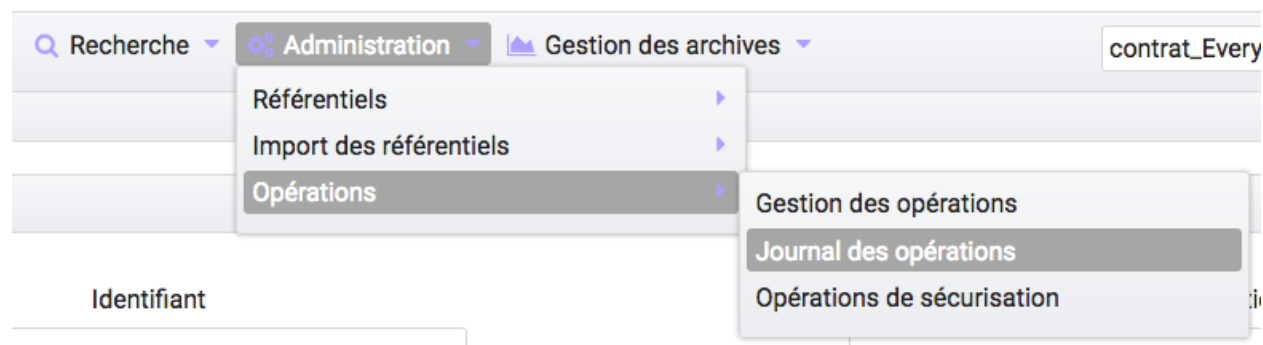 Recherche Administration Gestion des archives contrat_Every
Référentiels
Import des référentiels
Opérations
Gestion des opérations
Journal des opérations
Opérations de sécurisation
Identifiant